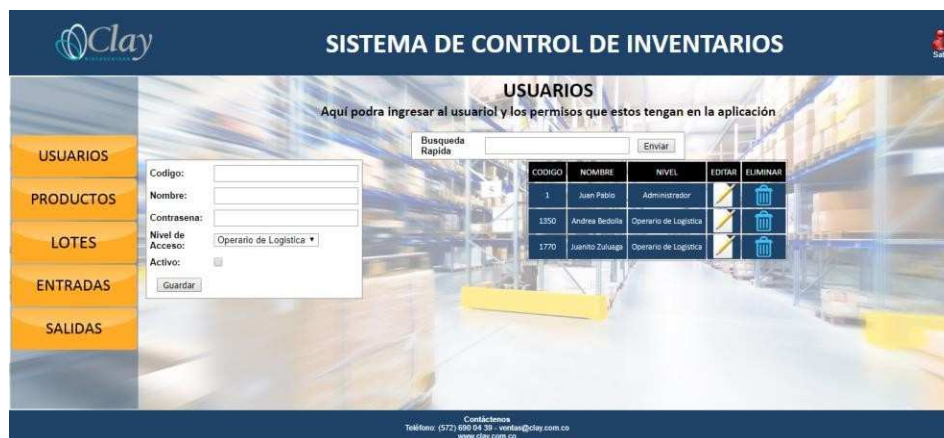 Clay
SISTEMA DE CONTROL DE INVENTARIOS
USUARIOS
Aquí podra ingresar al usuariol y los permisos que estos tengan en la aplicación
Busqueda
Rapida
Enviar
USUARIOS
PRODUCTOS
LOTES
ENTRADAS
SALIDAS
Codigo:
Nombre:
Contrasena:
Nivel de
Acceso:
Operario de Logistica
Activo:
Guardar
CODIGO NOMBRE NIVEL EDITAR ELIMINAR
1 Juan Pablo Administrador
1350 Andrea Bedolla Operario de Logistica
1770 Juanito Zuluaga Operario de Logistica
Contáctenos
Teléfono: (572) 690 04 39 - ventas@clay.com.co
www.clay.com.co